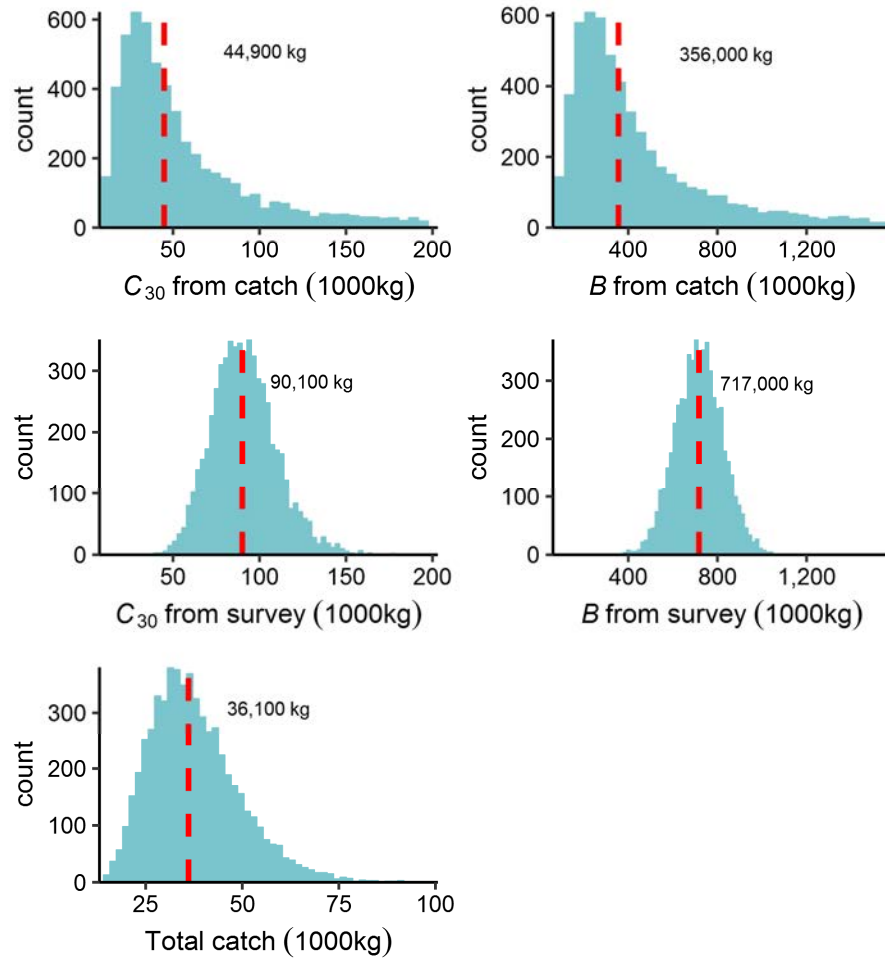 600
400
200
0
count
44,900 kg
50
100
150
200
C30 from catch (1000kg)
600
400
200
0
count
356,000 kg
400
800
1,200
B from catch (1000kg)
300
200
100
0
count
90,100 kg
50
100
150
200
C30 from survey (1000kg)
300
200
100
0
count
717,000 kg
400
800
1,200
B from survey (1000kg)
300
200
100
0
count
36,100 kg
25
50
75
100
Total catch (1000kg)